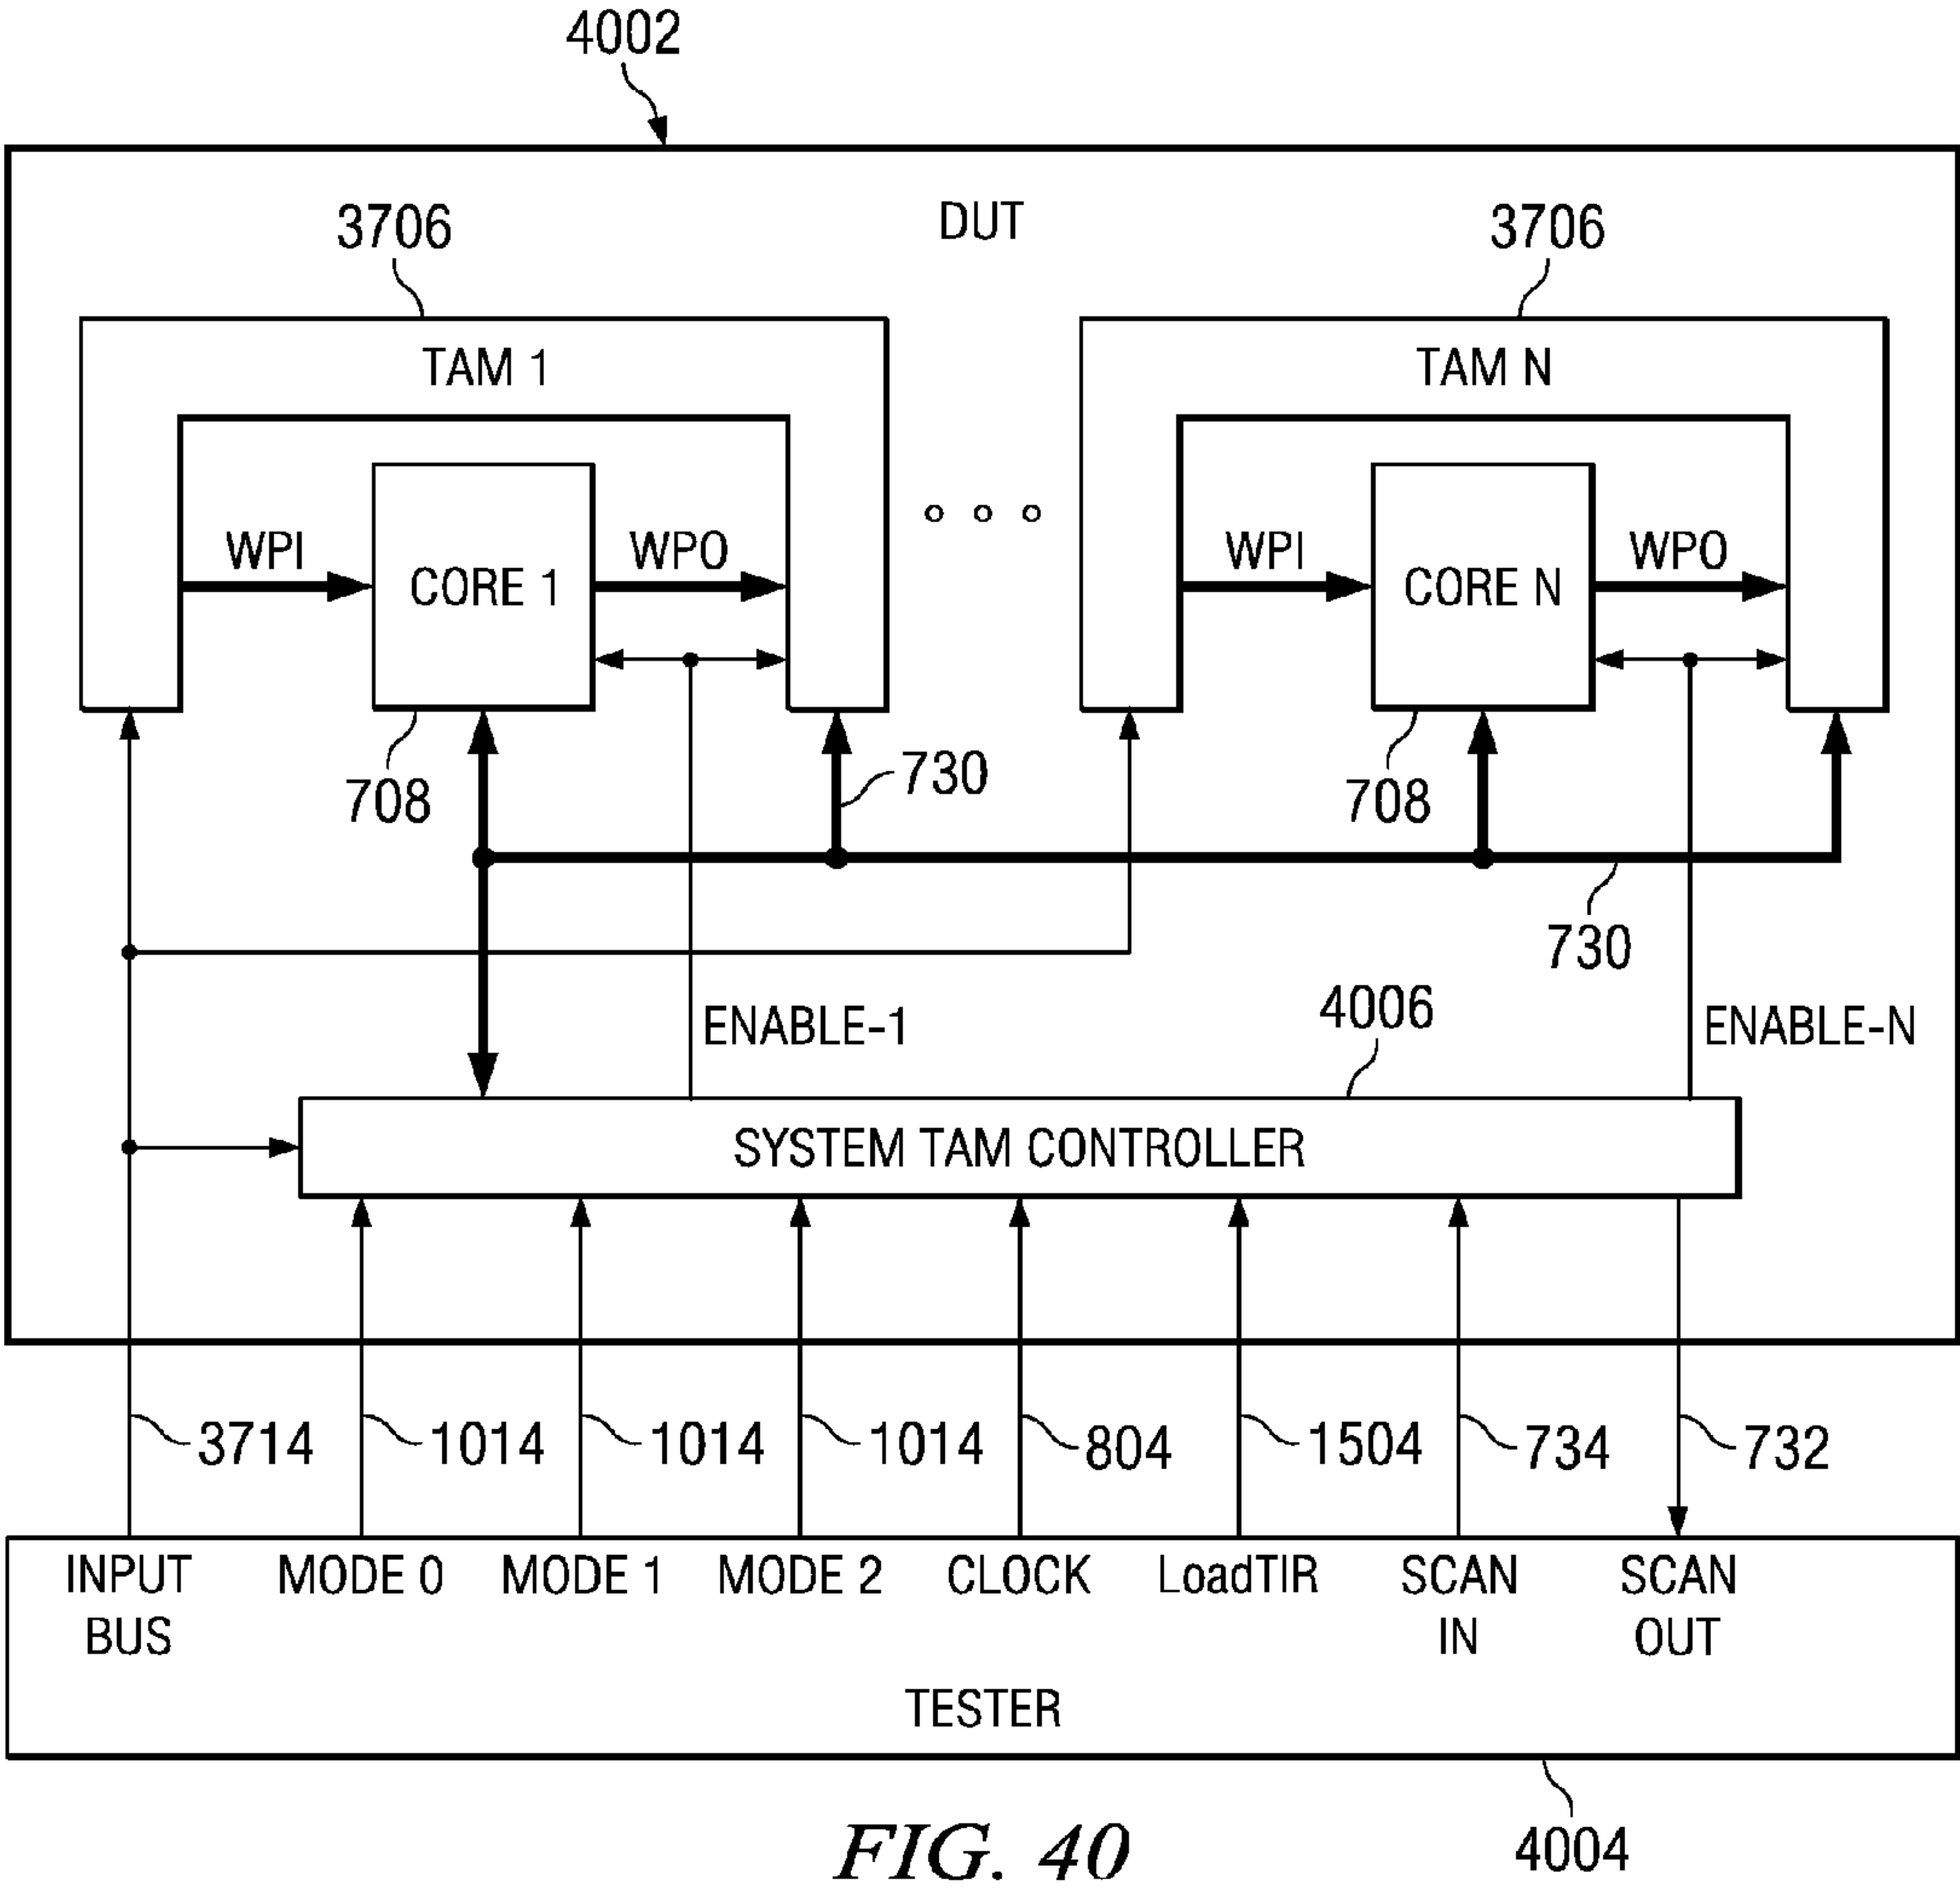 4002
DUT
3706
3706
TAM 1
TAM N
WPI
CORE 1
WPO
WPI
CORE N
WPO
708
730
708
730
ENABLE-1
4006
ENABLE-N
SYSTEM TAM CONTROLLER
3714
1014
1014
1014
804
1504
734
732
INPUT
BUS
MODE 0
MODE 1
MODE 2
CLOCK
LoadTIR
SCAN
IN
SCAN
OUT
TESTER
4004
FIG. 40